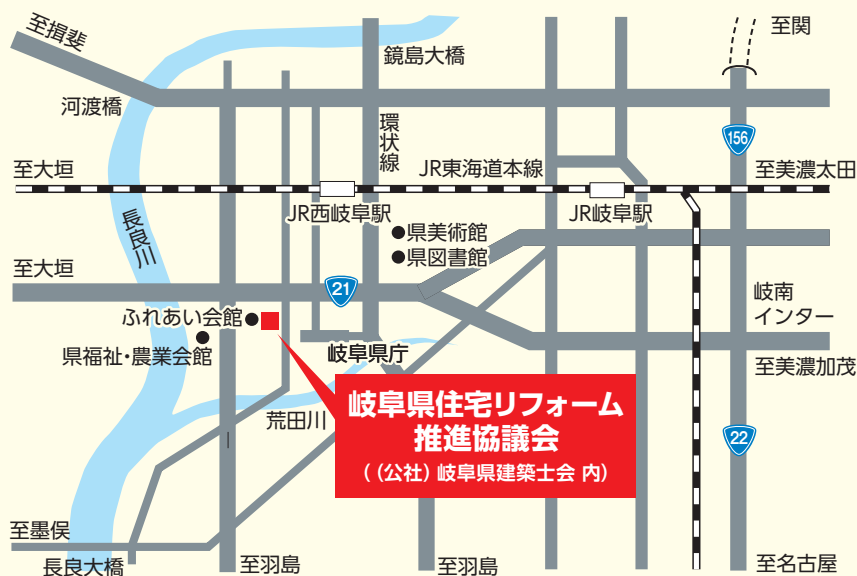 至揖斐
鏡島大橋
至関
河渡橋
環状線
156
至大垣
JR東海道本線
至美濃太田
JR西岐阜駅
JR岐阜駅
長良川
●県美術館
●県図書館
至大垣
21
岐南
インター
ふれあい会館●
県福祉・農業会館
岐阜県庁
至美濃加茂
岐阜県住宅リフォーム
推進協議会
（（公社）岐阜県建築士会 内）
荒田川
22
至墨俣
長良大橋
至羽島
至羽島
至名古屋